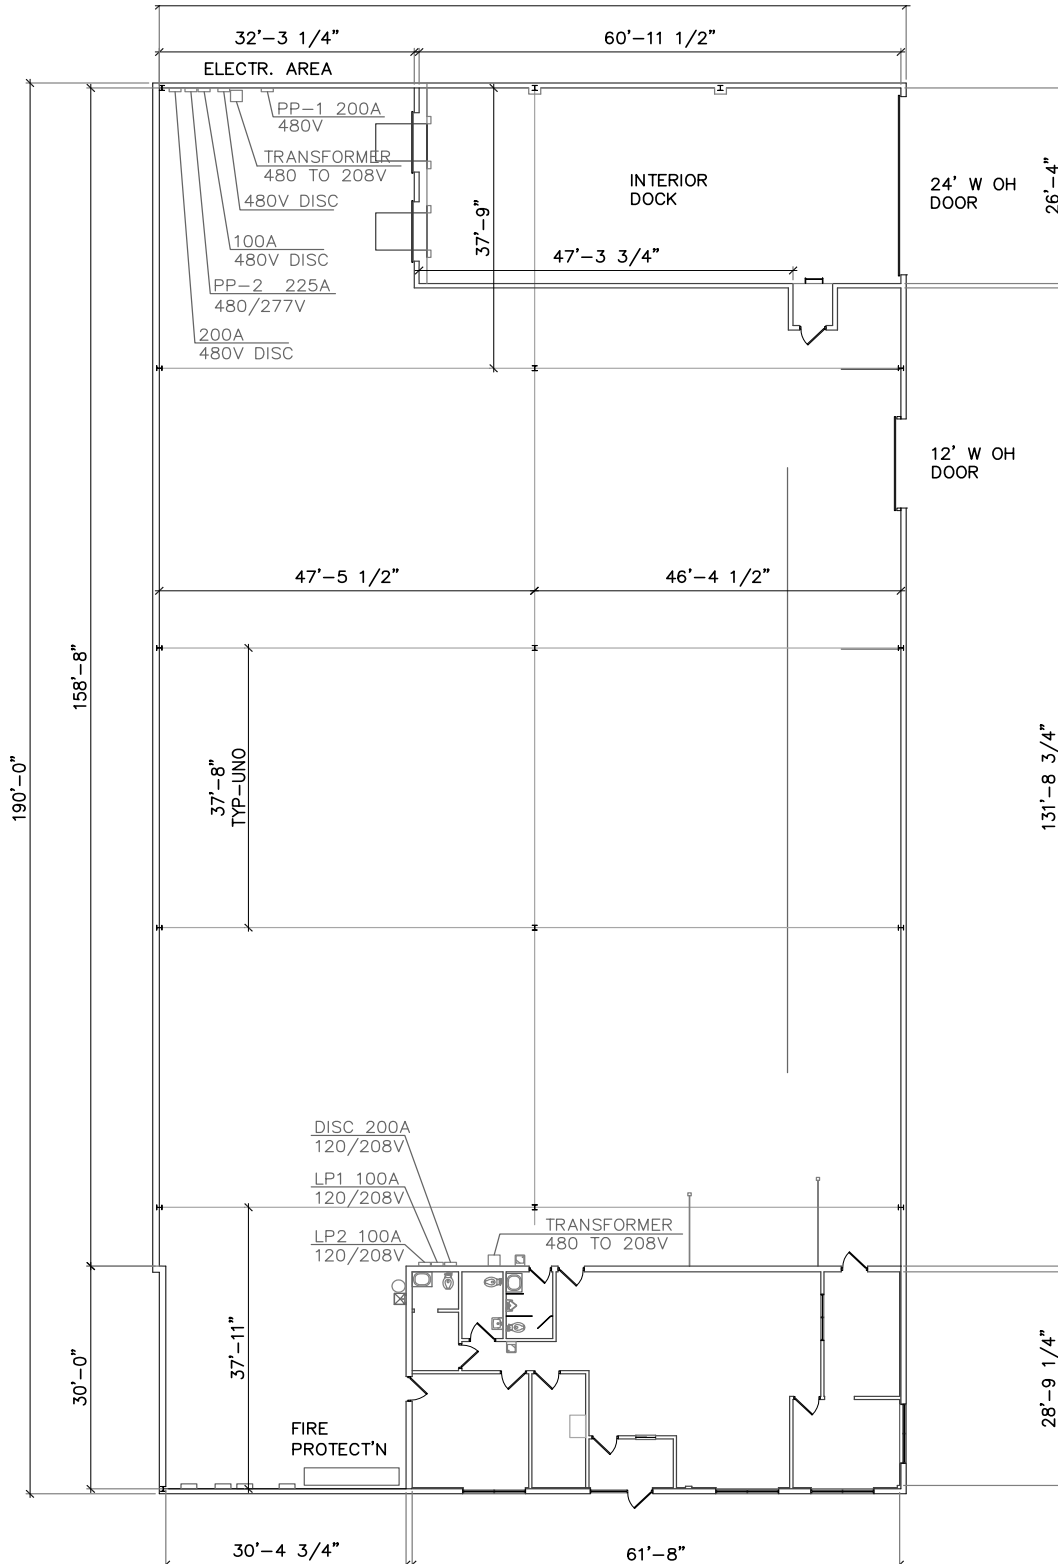 32'-3 1/4"
60'-11 1/2"
ELECTR. AREA
PP-1 200A
480V
TRANSFORMER
480 TO 208V
480V DISC
100A
480V DISC
PP-2 225A
480/277V
200A
480V DISC
INTERIOR
DOCK
37'-9"
47'-3 3/4"
24' W OH
DOOR
26'-4"
12' W OH
DOOR
47'-5 1/2"
46'-4 1/2"
158'-8"
190'-0"
37'-8"
TYP-UNO
131'-8 3/4"
DISC 200A
120/208V
LP1 100A
120/208V
LP2 100A
120/208V
TRANSFORMER
480 TO 208V
30'-0"
37'-11"
28'-9 1/4"
FIRE
PROTECT'N
30'-4 3/4"
61'-8"